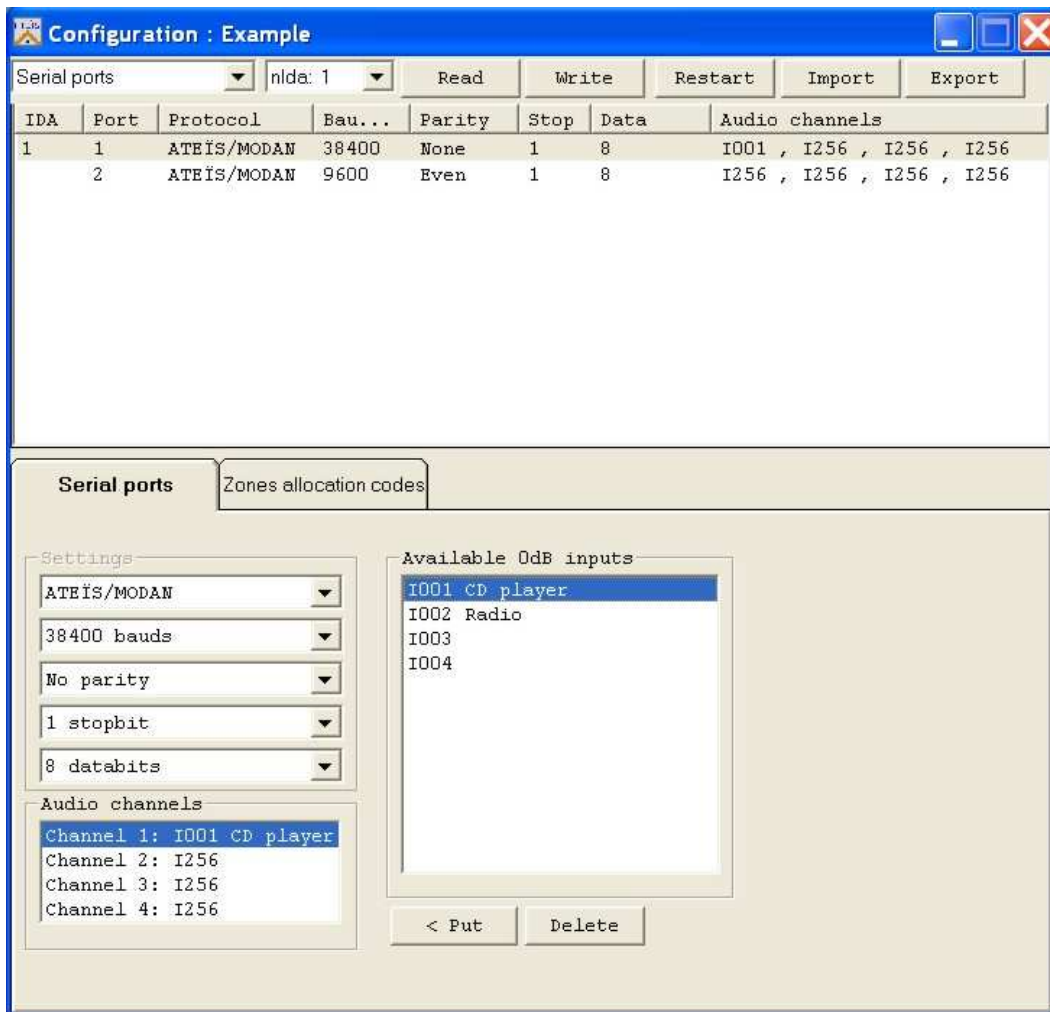 Configuration : Example
Serial ports nIda: 1 Read Write Restart Import Export
IDA Port Protocol Bau... Parity Stop Data Audio channels
1 1 ATEÏS/MODAN 38400 None 1 8 I001 , I256 , I256 , I256
2 ATEÏS/MODAN 9600 Even 1 8 I256 , I256 , I256 , I256
Serial ports Zones allocation codes
Settings
ATEÏS/MODAN
38400 bauds
No parity
1 stopbit
8 databits
Audio channels
Channel 1: I001 CD player
Channel 2: I256
Channel 3: I256
Channel 4: I256
Available 0dB inputs
I001 CD player
I002 Radio
I003
I004
< Put Delete